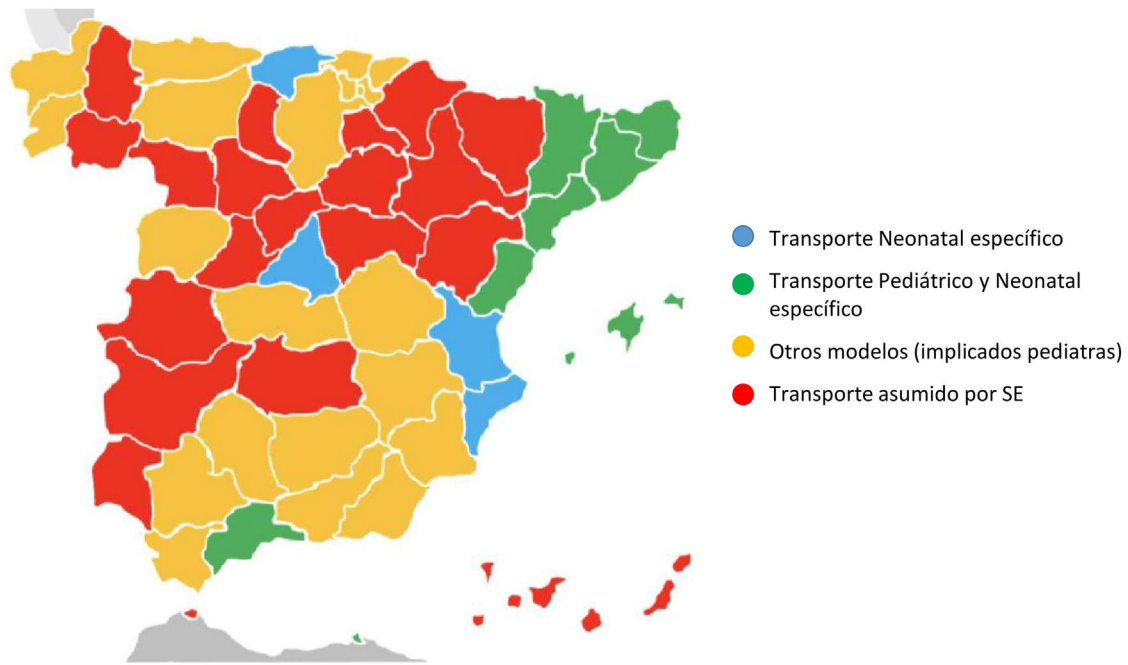 Transporte Neonatal específico
Transporte Pediátrico y Neonatal
específico
Otros modelos (implicados pediatras)
Transporte asumido por SE